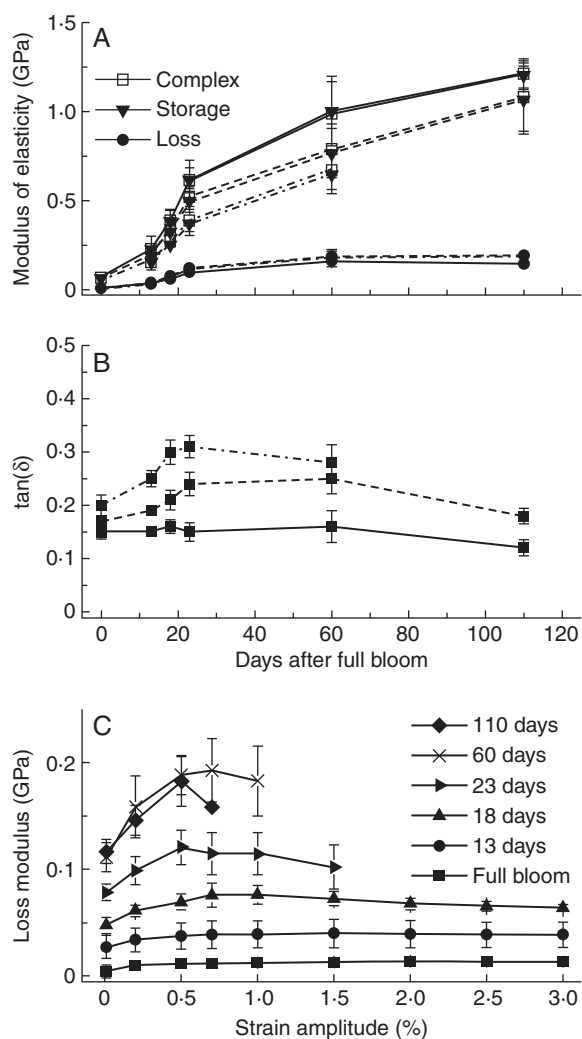 A
Modulus of elasticity (GPa)
1·5
1·0
0·5
0
Complex
Storage
Loss
B
tan(δ)
0·5
0·4
0·3
0·2
0·1
0
0 20 40 60 80 100 120
Days after full bloom
C
Loss modulus (GPa)
0·2
0·1
0
110 days
60 days
23 days
18 days
13 days
Full bloom
0 0·5 1·0 1·5 2·0 2·5 3·0
Strain amplitude (%)